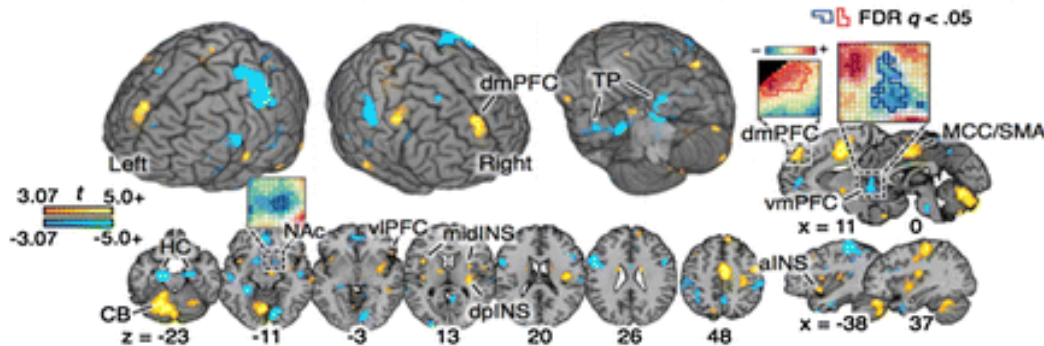 FDR q < .05
- +
dmPFC
TP
dmPFC
MCC/SMA
Left
Right
3.07 t 5.0+
-3.07 -5.0+
vmPFC
x = 11 0
HC
NAc
vlPFC
midINS
aINS
CB
dpINS
z = -23 -11 -3 13 20 26 48
x = -38 37